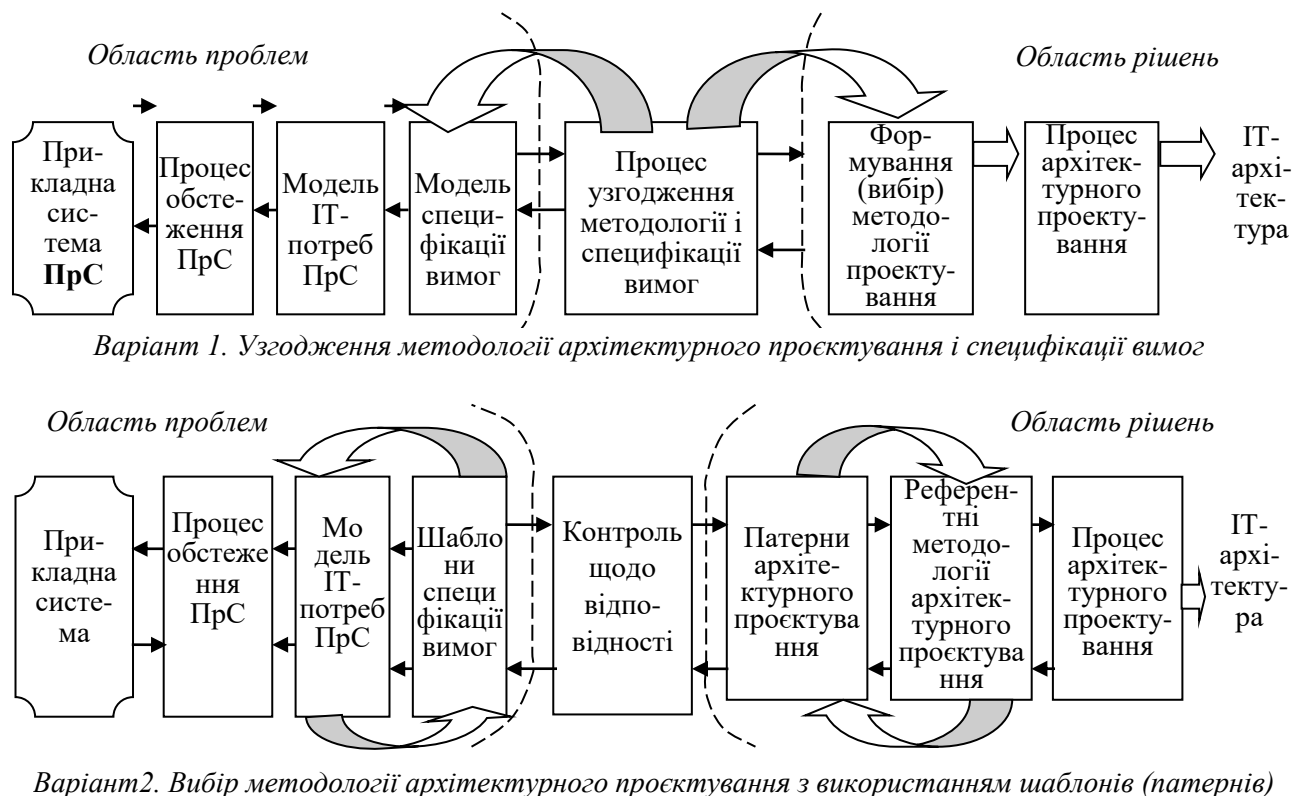 Область проблем
Область рішень
При-
кладна
сис-
тема
ПрС
Процес
обсте-
ження
ПрС
Модель
ІТ-
потреб
ПрС
Модель
специ-
фікації
вимог
Процес
узгодження
методології і
специфікації
вимог
Фор-
мування
(вибір)
методо-
логії
проекту-
вання
Процес
архітек-
турного
проекту-
вання
ІТ-
архі-
тек-
тура
Варіант 1. Узгодження методології архітектурного проєктування і специфікації вимог
Область проблем
Область рішень
При-
кладна
систе-
ма
Процес
обстеже
ння
ПрС
Мо
дель
ІТ-
потреб
ПрС
Шабло
ни
специ
фікації
вимог
Контроль
щодо
відпо-
відності
Патерни
архіте-
ктурного
проєктува
ння
Референ-
тні
методо-
логії
архітек-
турного
проєктува
ння
Процес
архітек-
турного
проекту-
вання
ІТ-
архі-
текту-
ра
Варіант2. Вибір методології архітектурного проєктування з використанням шаблонів (патернів)